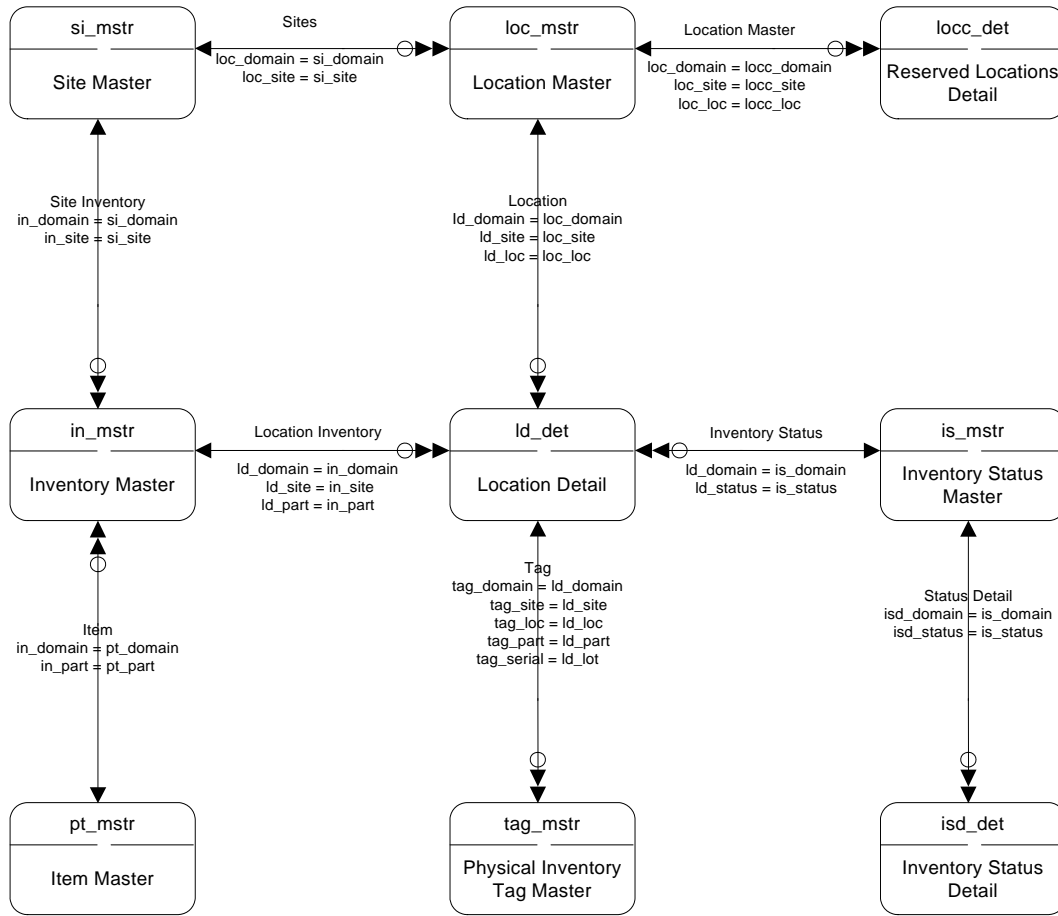 si_mstr
Site Master
Sites
loc_domain = si_domain
loc_site = si_site
loc_mstr
Location Master
Location Master
loc_domain = locc_domain
loc_site = locc_site
loc_loc = locc_loc
locc_det
Reserved Locations
Detail
Site Inventory
in_domain = si_domain
in_site = si_site
Location
ld_domain = loc_domain
ld_site = loc_site
ld_loc = loc_loc
in_mstr
Inventory Master
Location Inventory
ld_domain = in_domain
ld_site = in_site
ld_part = in_part
ld_det
Location Detail
Inventory Status
ld_domain = is_domain
ld_status = is_status
is_mstr
Inventory Status
Master
Item
in_domain = pt_domain
in_part = pt_part
Tag
tag_domain = ld_domain
tag_site = ld_site
tag_loc = ld_loc
tag_part = ld_part
tag_serial = ld_lot
Status Detail
isd_domain = is_domain
isd_status = is_status
pt_mstr
Item Master
tag_mstr
Physical Inventory
Tag Master
isd_det
Inventory Status
Detail